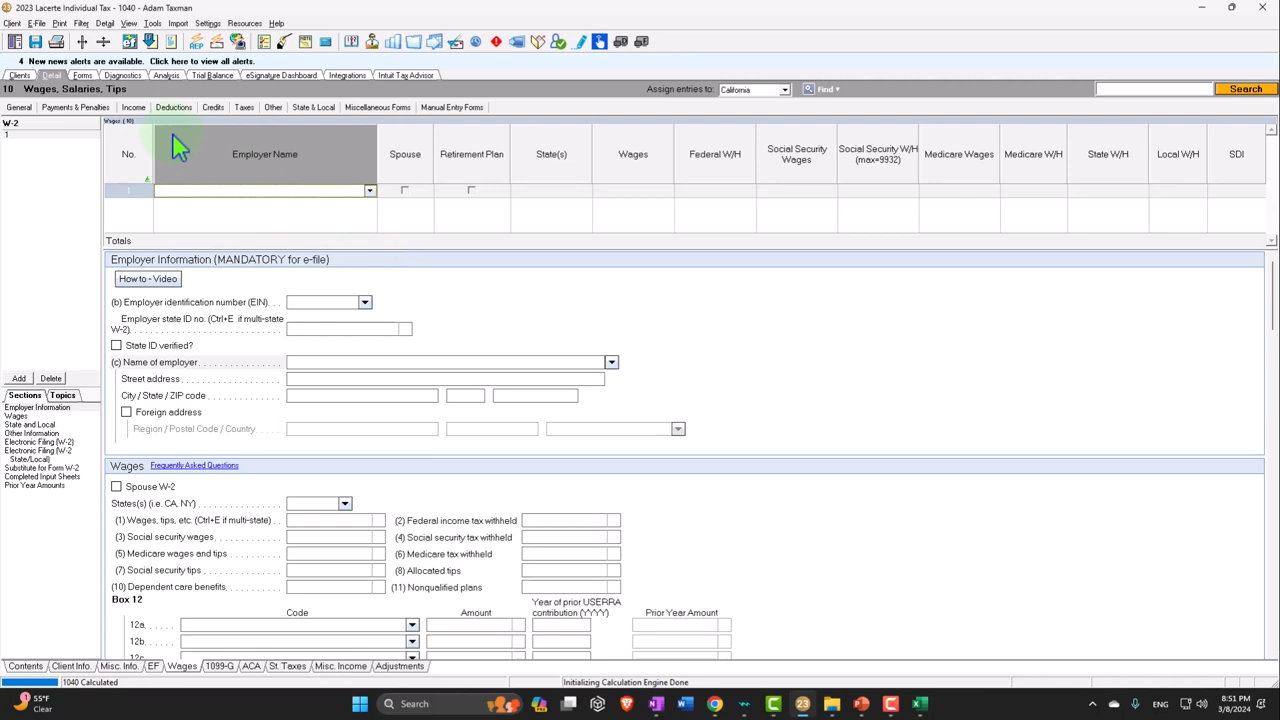 2023 Lacerte Individual Tax - 1040 - Adam Taxman
Client E-File Print Filter Detail View Tools Import Settings Resources Help
4 New news alerts are available. Click here to view all alerts.
Clients Detail Forms Diagnostics Analysis Trial Balance eSignature Dashboard Integrations Intuit Tax Advisor
10 Wages, Salaries, Tips Assign entries to: California Find Search
General Payments & Penalties Income Deductions Credits Taxes Other State & Local Miscellaneous Forms Manual Entry Forms
W-2
1
Wages (10)
No. Employer Name Spouse Retirement Plan State(s) Wages Federal W/H Social Security Wages Social Security W/H (max=9932) Medicare Wages Medicare W/H State W/H Local W/H SDI
1
Totals
Employer Information (MANDATORY for e-file)
How to - Video
(b) Employer identification number (EIN). . .
Employer state ID no. (Ctrl+E if multi-state
W-2)
State ID verified?
(c) Name of employer
Street address
City / State / ZIP code
Foreign address
Region / Postal Code / Country
Add Delete
Sections Topics
Employer Information
Wages
State and Local
Other Information
Electronic Filing (W-2)
Electronic Filing (W-2
State/Local)
Substitute for Form W-2
Completed Input Sheets
Prior Year Amounts
Wages Frequently Asked Questions
Spouse W-2
States(s) (i.e. CA, NY)
(1) Wages, tips, etc. (Ctrl+E if multi-state) (2) Federal income tax withheld
(3) Social security wages (4) Social security tax withheld
(5) Medicare wages and tips (6) Medicare tax withheld
(7) Social security tips (8) Allocated tips
(10) Dependent care benefits (11) Nonqualified plans
Box 12
Code Amount Year of prior USERRA contribution (YYYY) Prior Year Amount
12a
12b
12c
Contents Client Info. Misc. Info. EF Wages 1099-G ACA St. Taxes Misc. Income Adjustments
1040 Calculated Initializing Calculation Engine Done
55°F
Sunny
Search
8:51 PM
3/8/2024